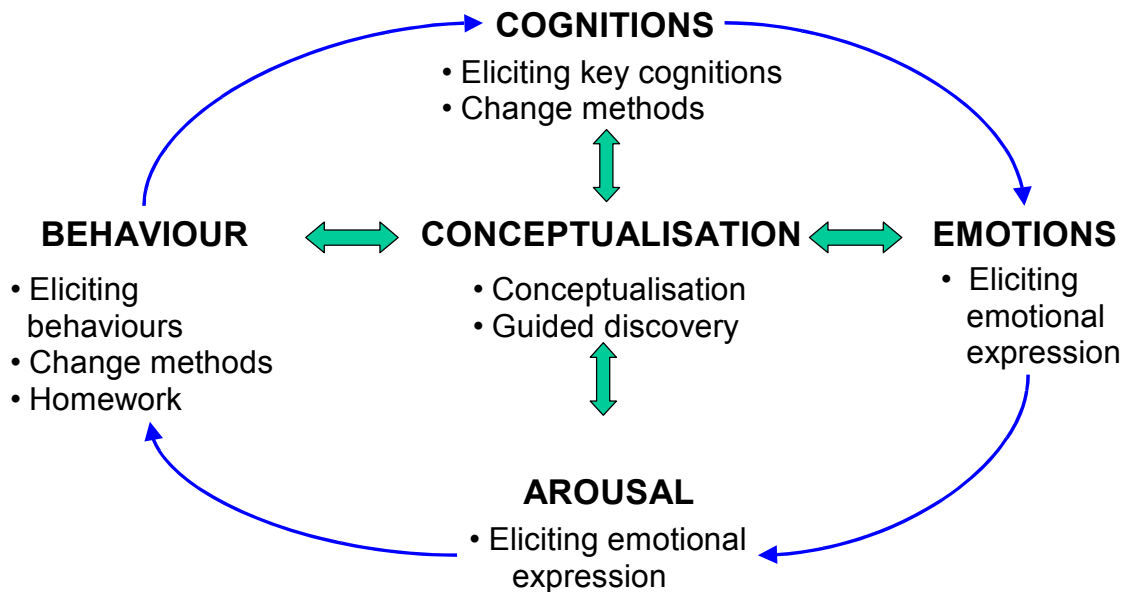 COGNITIONS
• Eliciting key cognitions
• Change methods
BEHAVIOUR
• Eliciting
behaviours
• Change methods
• Homework
CONCEPTUALISATION
• Conceptualisation
• Guided discovery
EMOTIONS
• Eliciting
emotional
expression
AROUSAL
• Eliciting emotional
expression